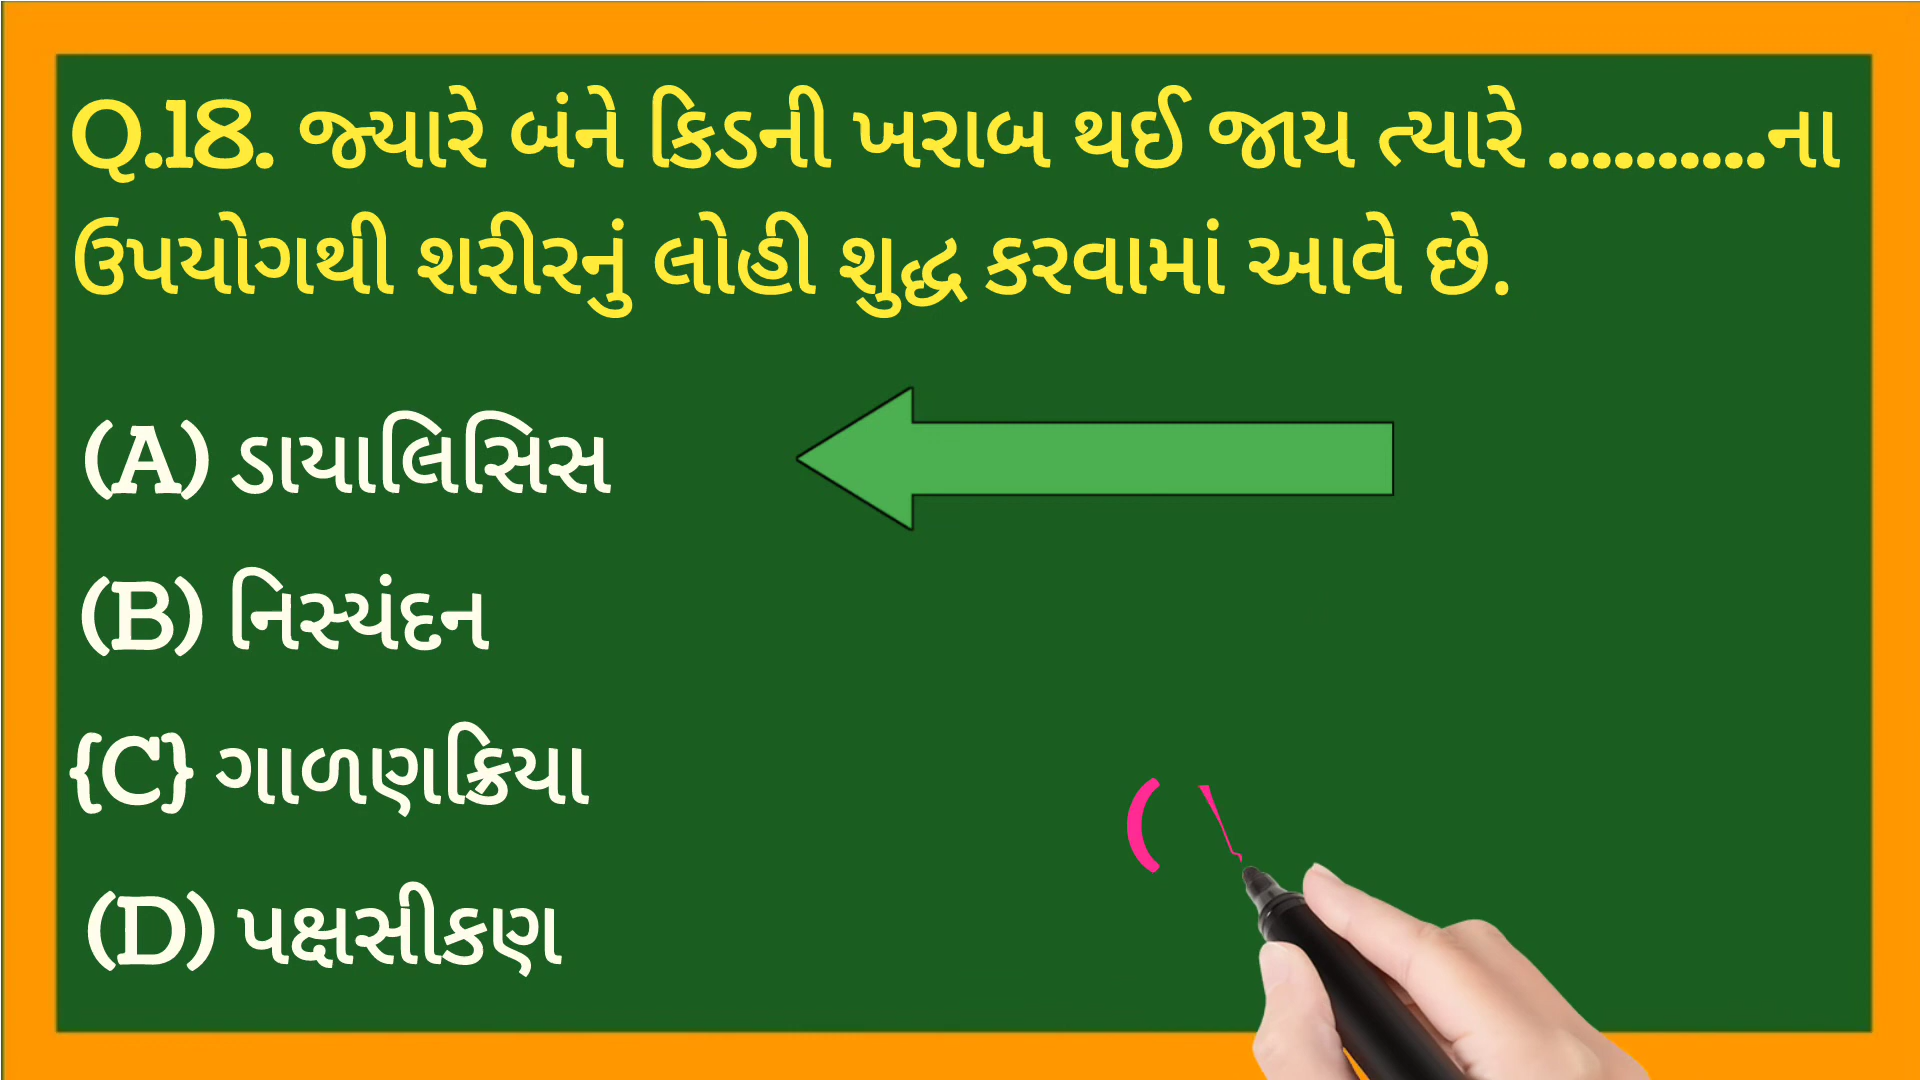 Q.18. જ્યારે બંને કિડની ખરાબ થઈ જાય ત્યારે ..........ના
ઉપયોગથી શરીરનું લોહી શુદ્ધ કરવામાં આવે છે.
(A) ડાયાલિસિસ
(B) નિસ્યંદન
{C} ગાળણક્રિયા
(D) પક્ષસીકણ
(